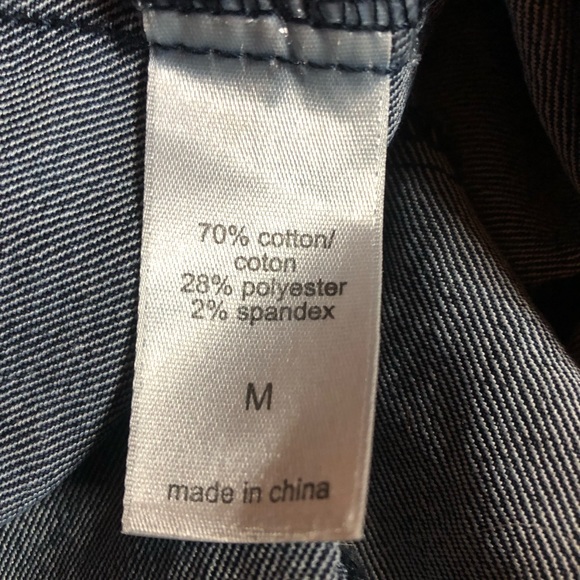 70% cotton/
coton
28% polyester
2% spandex
M
made in china